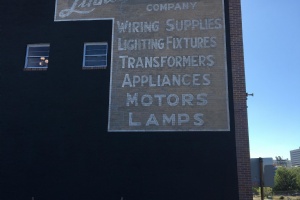 COMPANY
WIRING SUPPLIES
LIGHTING FIXTURES
TRANSFORMERS
APPLIANCES
MOTORS
LAMPS